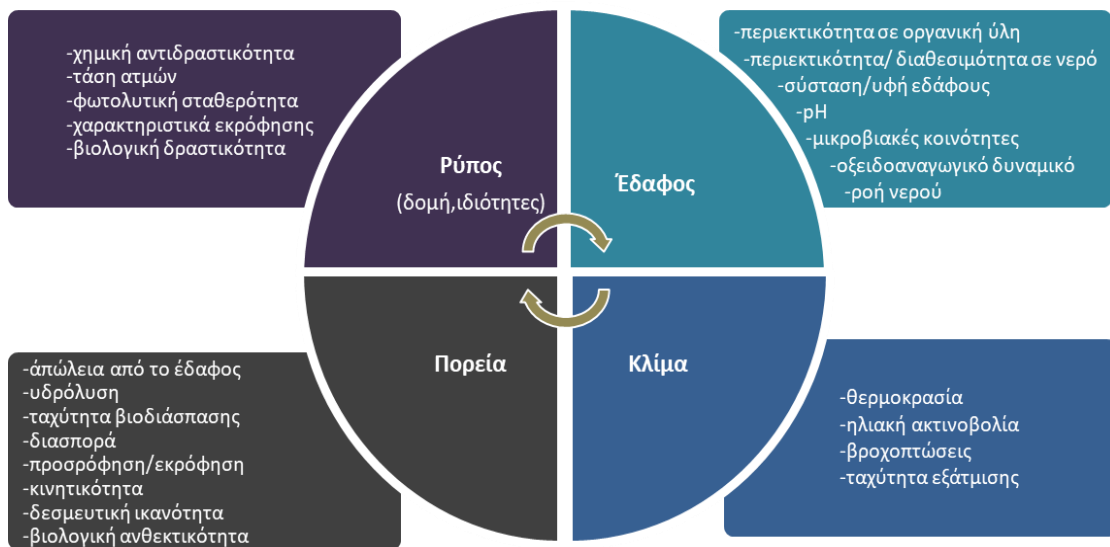 -χημική αντιδραστικότητα
-τάση ατμών
-φωτολυτική σταθερότητα
-χαρακτηριστικά εκρόφησης
-βιολογική δραστικότητα
Ρύπος
(δομή,ιδιότητες)
-περιεκτικότητα σε οργανική ύλη
-περιεκτικότητα/ διαθεσιμότητα σε νερό
-σύσταση/υφή εδάφους
-pH
-μικροβιακές κοινότητες
-οξειδοαναγωγικό δυναμικό
-ροή νερού
Έδαφος
Πορεία
-άπώλεια από το έδαφος
-υδρόλυση
-ταχύτητα βιοδιάσπασης
-διασπορά
-προσρόφηση/εκρόφηση
-κινητικότητα
-δεσμευτική ικανότητα
-βιολογική ανθεκτικότητα
Κλίμα
-θερμοκρασία
-ηλιακή ακτινοβολία
-βροχοπτώσεις
-ταχύτητα εξάτμισης